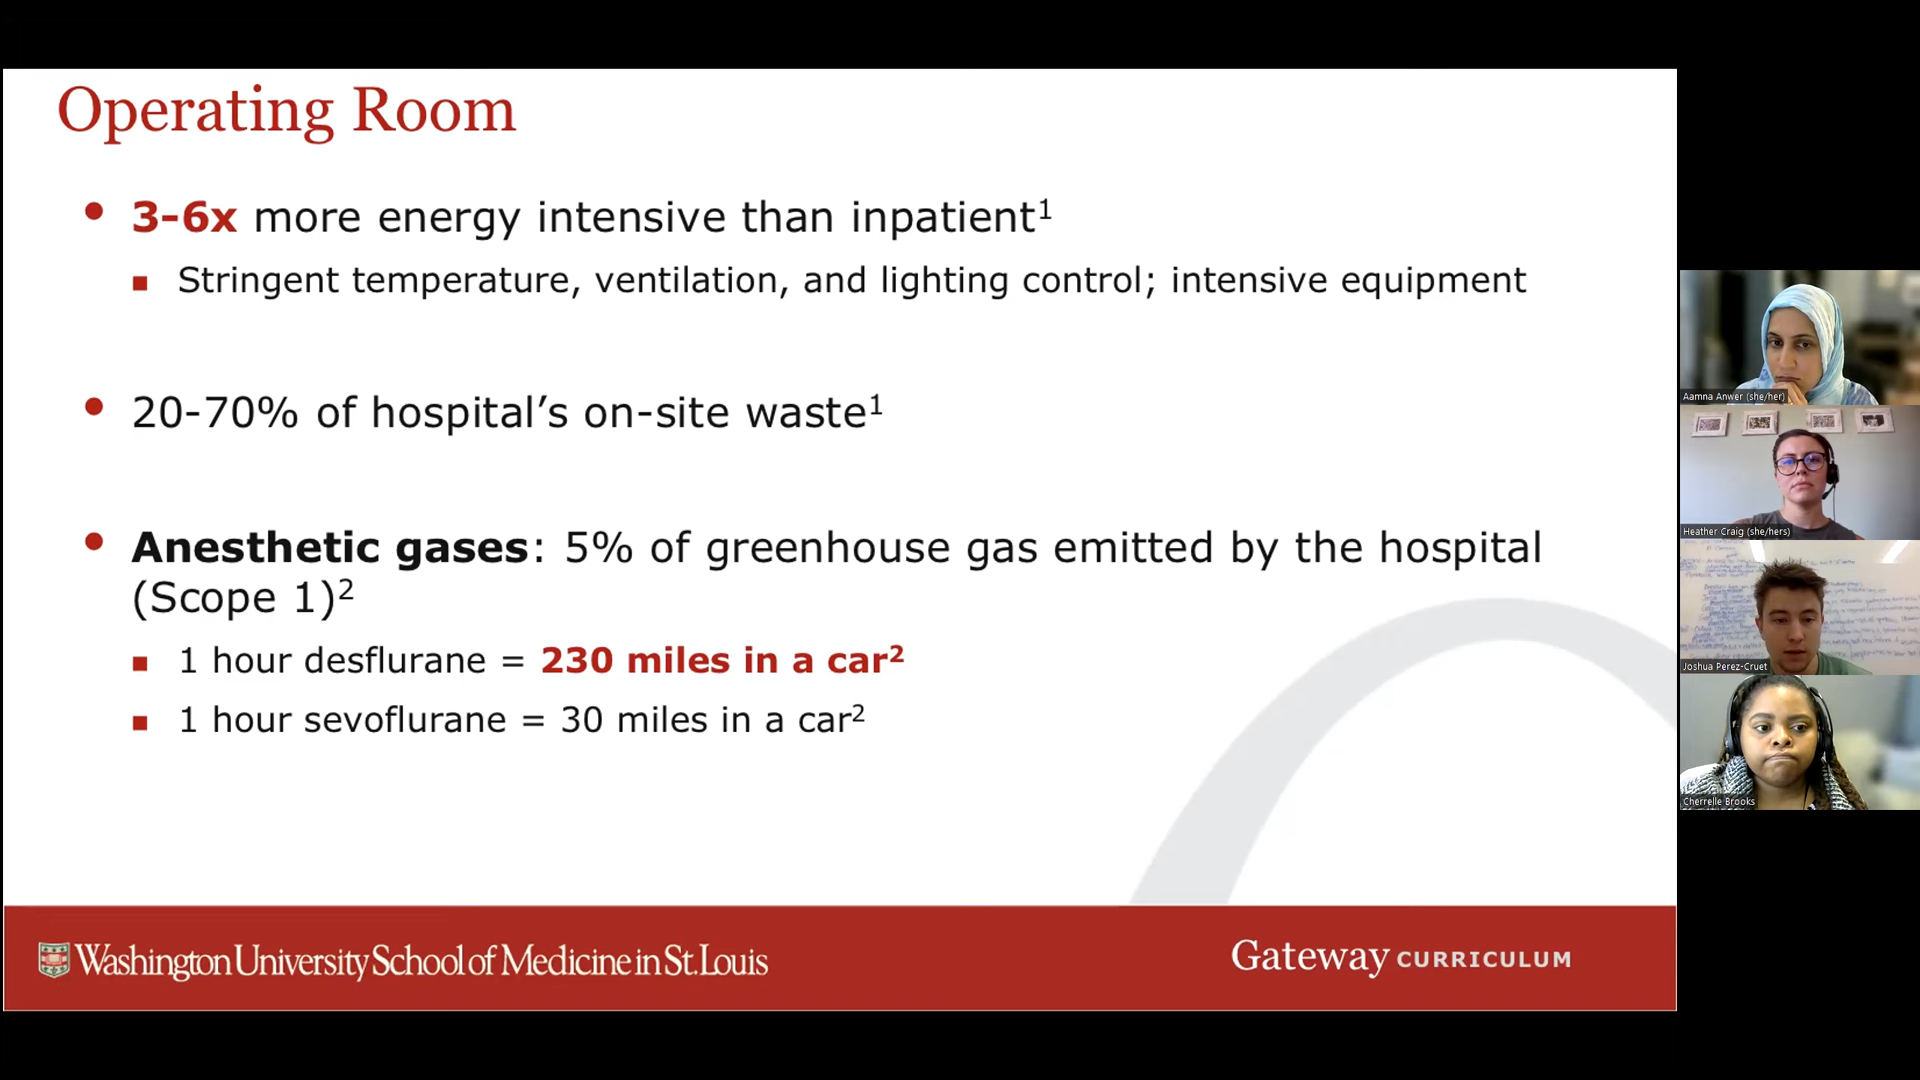 Operating Room
• 3-6x more energy intensive than inpatient¹
▪ Stringent temperature, ventilation, and lighting control; intensive equipment
• 20-70% of hospital’s on-site waste¹
• Anesthetic gases: 5% of greenhouse gas emitted by the hospital
(Scope 1)²
▪ 1 hour desflurane = 230 miles in a car²
▪ 1 hour sevoflurane = 30 miles in a car²
Washington University School of Medicine in St. Louis
Gateway CURRICULUM
Aamna Anwer (she/her)
Heather Craig (she/hers)
Joshua Perez-Cruet
Cherrelle Brooks